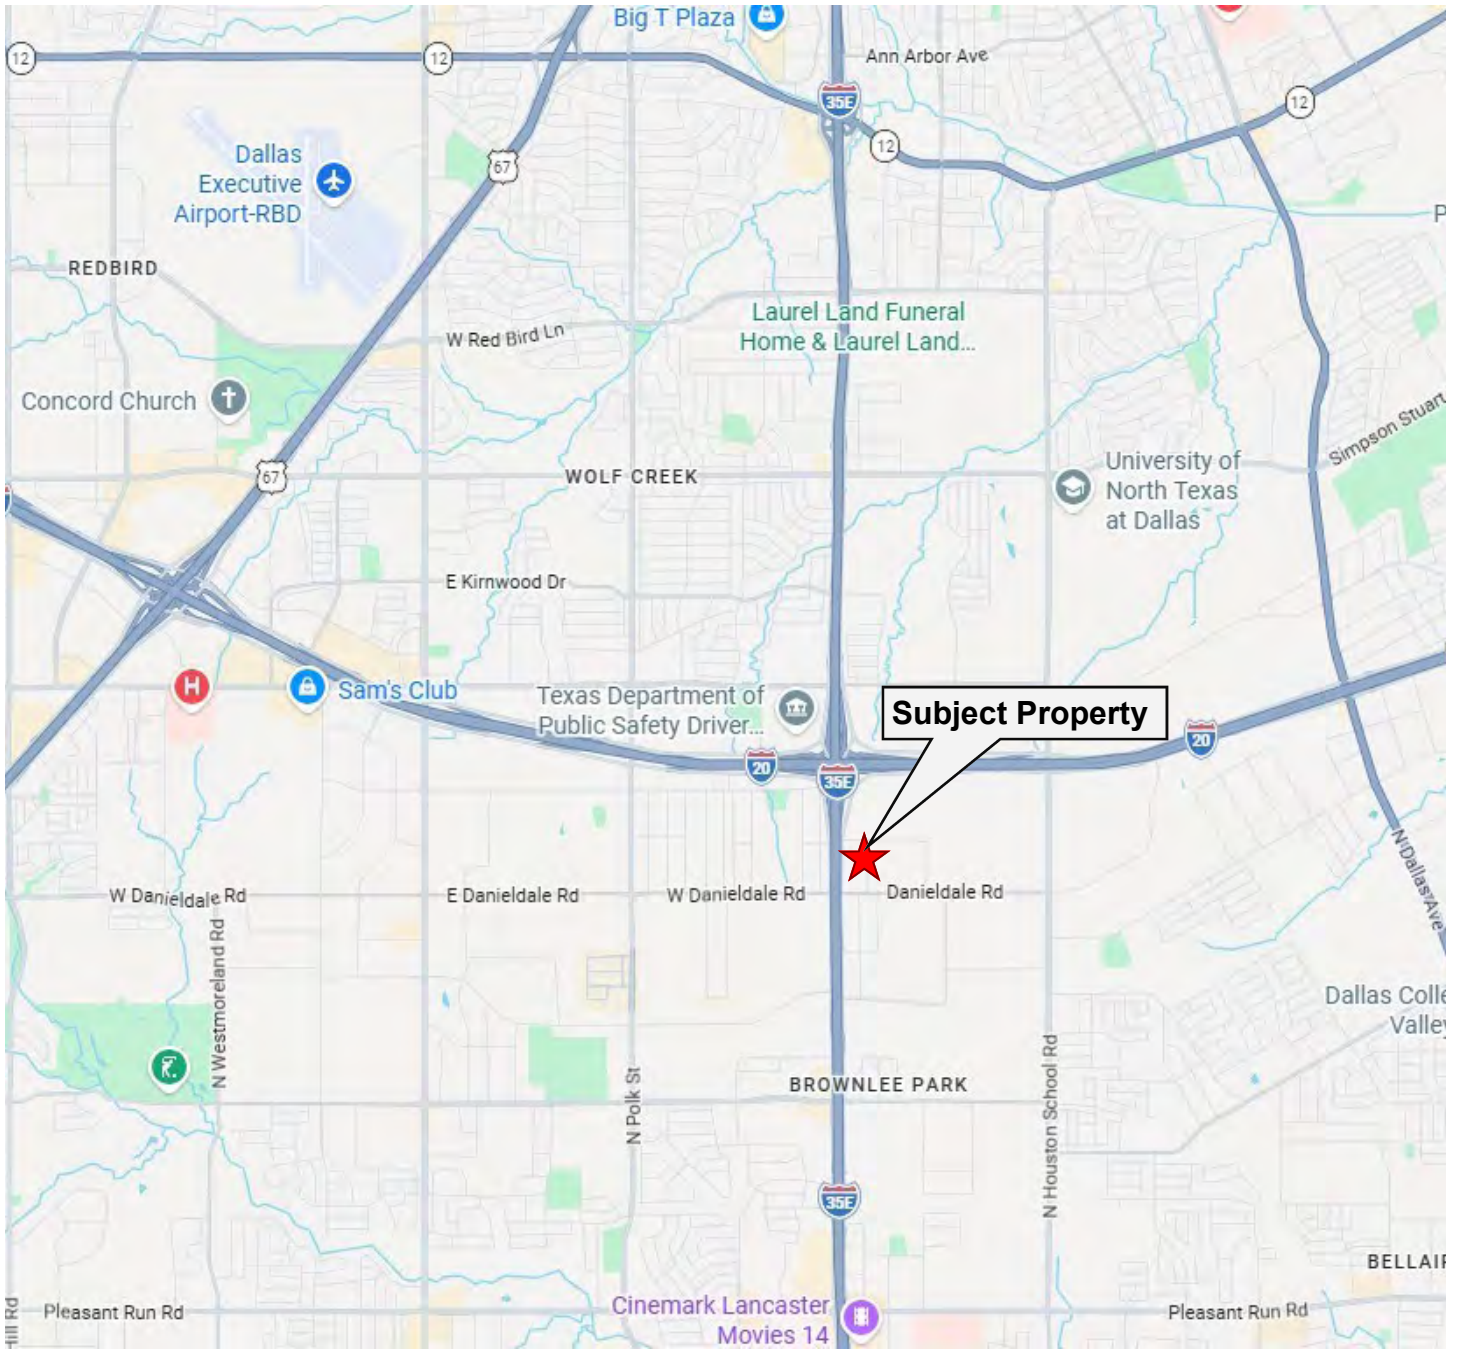 Big T Plaza
Ann Arbor Ave
12
12
35E
12
12
67
Dallas
Executive
Airport-RBD
REDBIRD
W Red Bird Ln
Laurel Land Funeral
Home & Laurel Land...
Concord Church
Simpson Stuart
67
WOLF CREEK
University of
North Texas
at Dallas
E Kirnwood Dr
H
Sam's Club
Texas Department of
Public Safety Driver...
Subject Property
20
20
35E
W Danieldale Rd
E Danieldale Rd
W Danieldale Rd
Danieldale Rd
N Dallas Ave
N Westmoreland Rd
Dallas Colle
Valley
N Polk St
BROWNLEE PARK
N Houston School Rd
35E
BELLAIR
Pleasant Run Rd
Cinemark Lancaster
Movies 14
Pleasant Run Rd